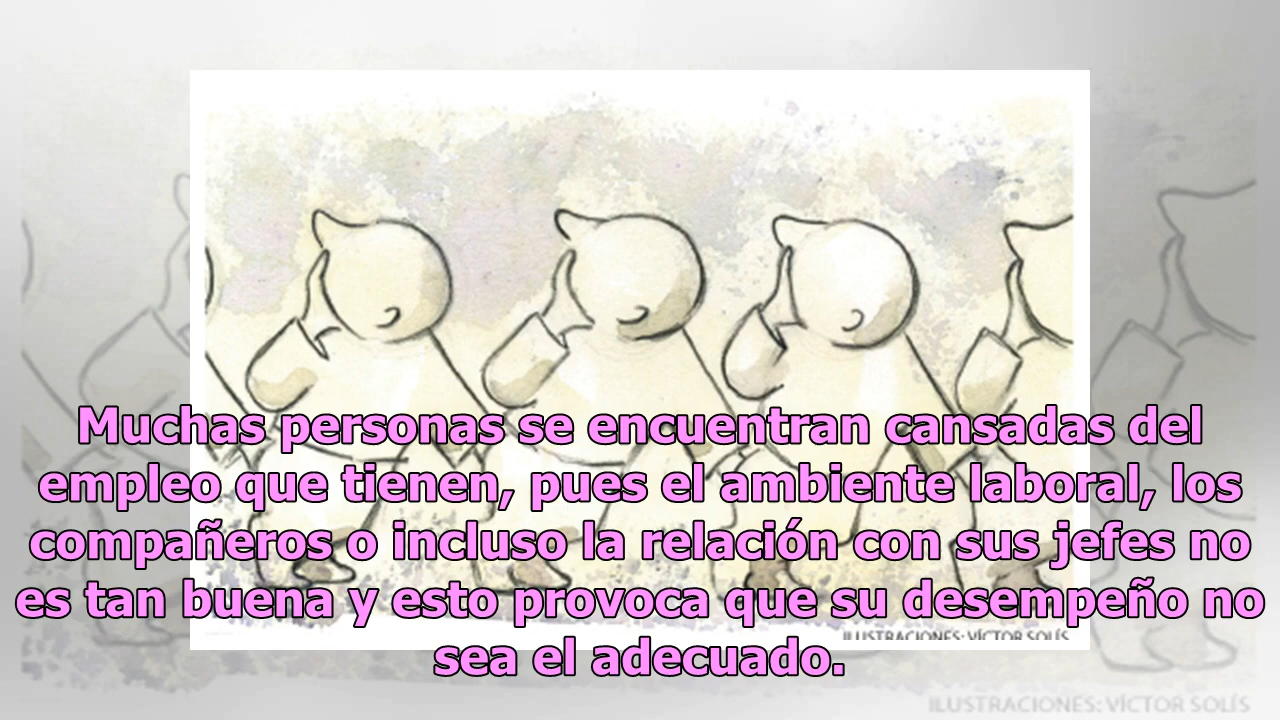 Muchas personas se encuentran cansadas del
empleo que tienen, pues el ambiente laboral, los
compañeros o incluso la relación con sus jefes no
es tan buena y esto provoca que su desempeño no
sea el adecuado.
ILUSTRACIONES: VÍCTOR SOLÍS
ILUSTRACIONES: VÍCTOR SOLÍS